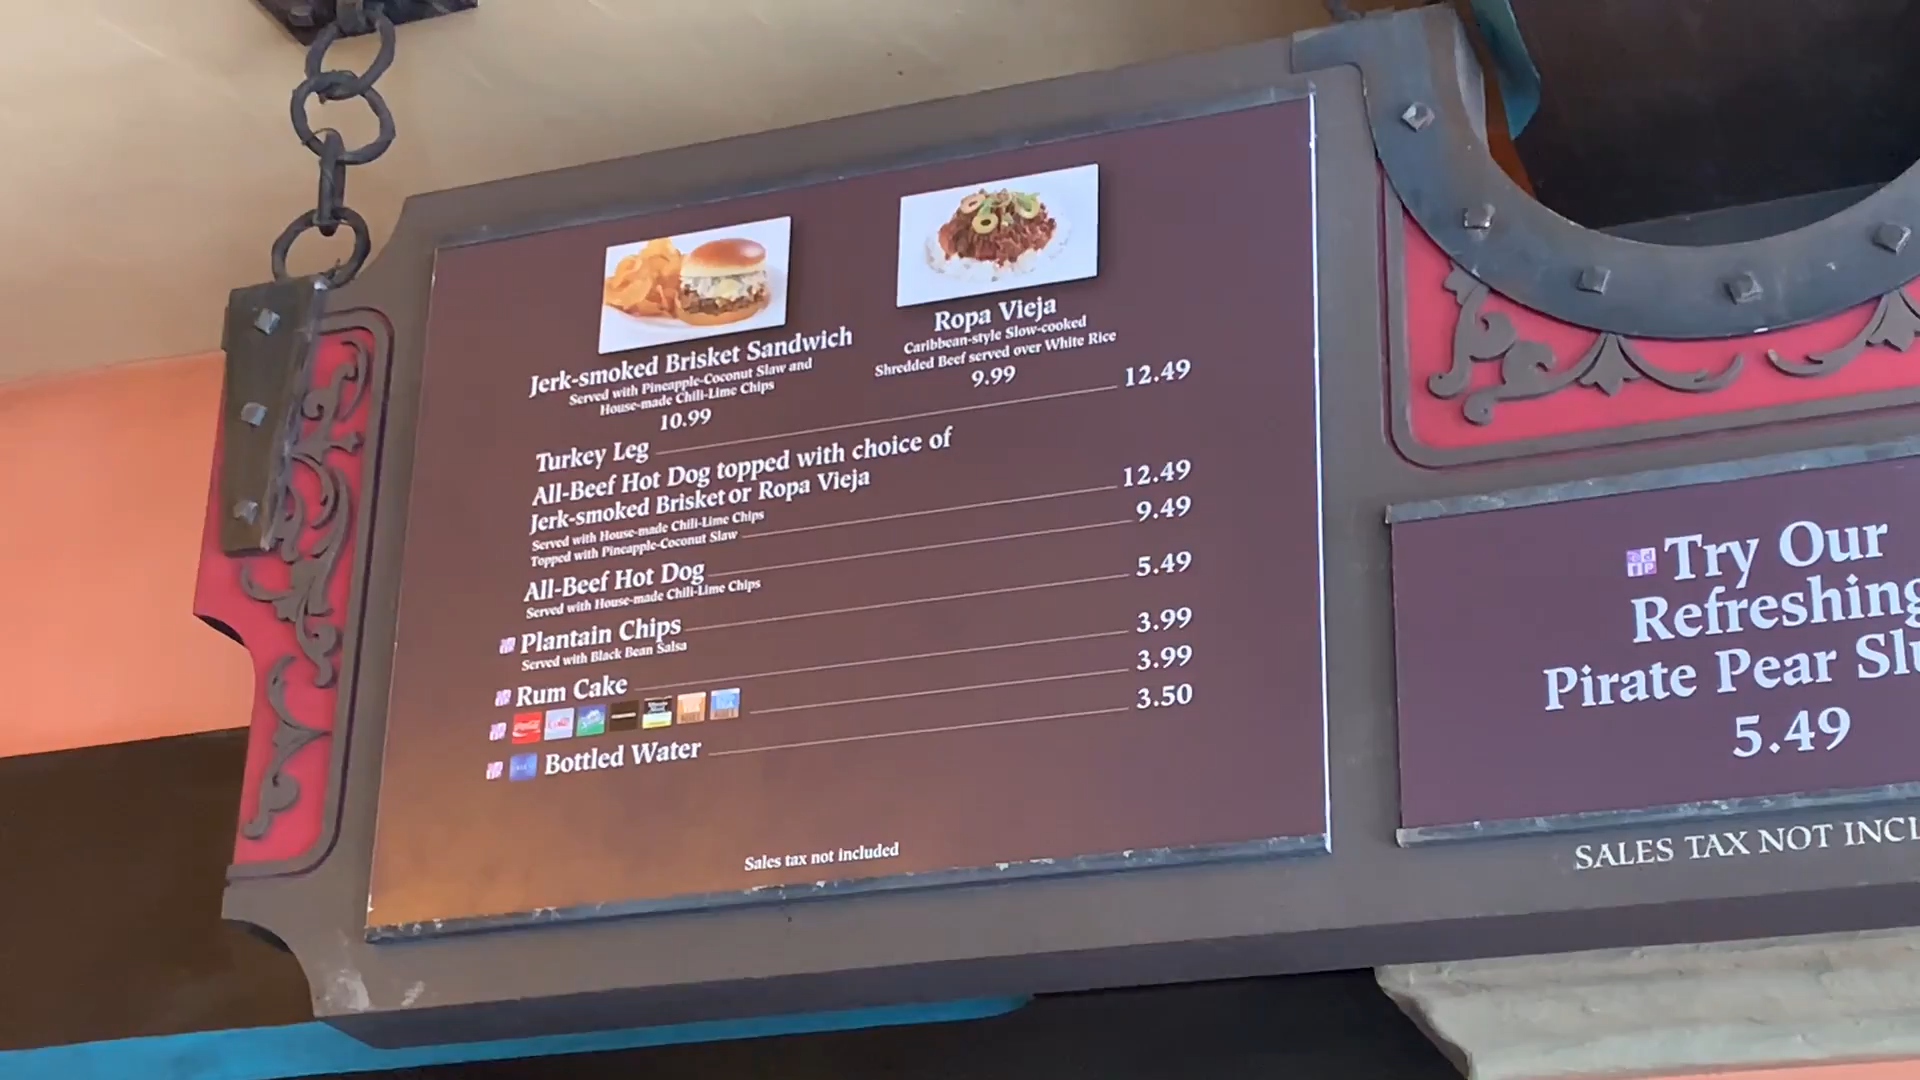 Jerk-smoked Brisket Sandwich
Served with Pineapple-Coconut Slaw and
House-made Chili-Lime Chips
10.99
Ropa Vieja
Caribbean-style Slow-cooked
Shredded Beef served over White Rice
9.99
Turkey Leg 12.49
All-Beef Hot Dog topped with choice of
Jerk-smoked Brisket or Ropa Vieja 12.49
Served with House-made Chili-Lime Chips
Topped with Pineapple-Coconut Slaw
All-Beef Hot Dog 9.49
Served with House-made Chili-Lime Chips
Plantain Chips 5.49
Served with Black Bean Salsa
Rum Cake 3.99
3.99
Bottled Water 3.50
Sales tax not included
Try Our
Refreshing
Pirate Pear
5.49
SALES TAX NOT